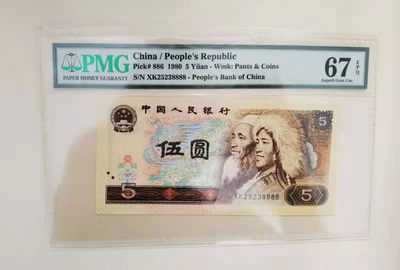 PMG
PAPER MONEY GUARANTY
China / People's Republic
Pick# 886 1980 5 Yüan - Wmk: Pants & Coins
S/N XK25238888 - People's Bank of China
67 EPQ
Superb Gem Unc
中国人民银行
5
伍圆
5
XK25238888
5